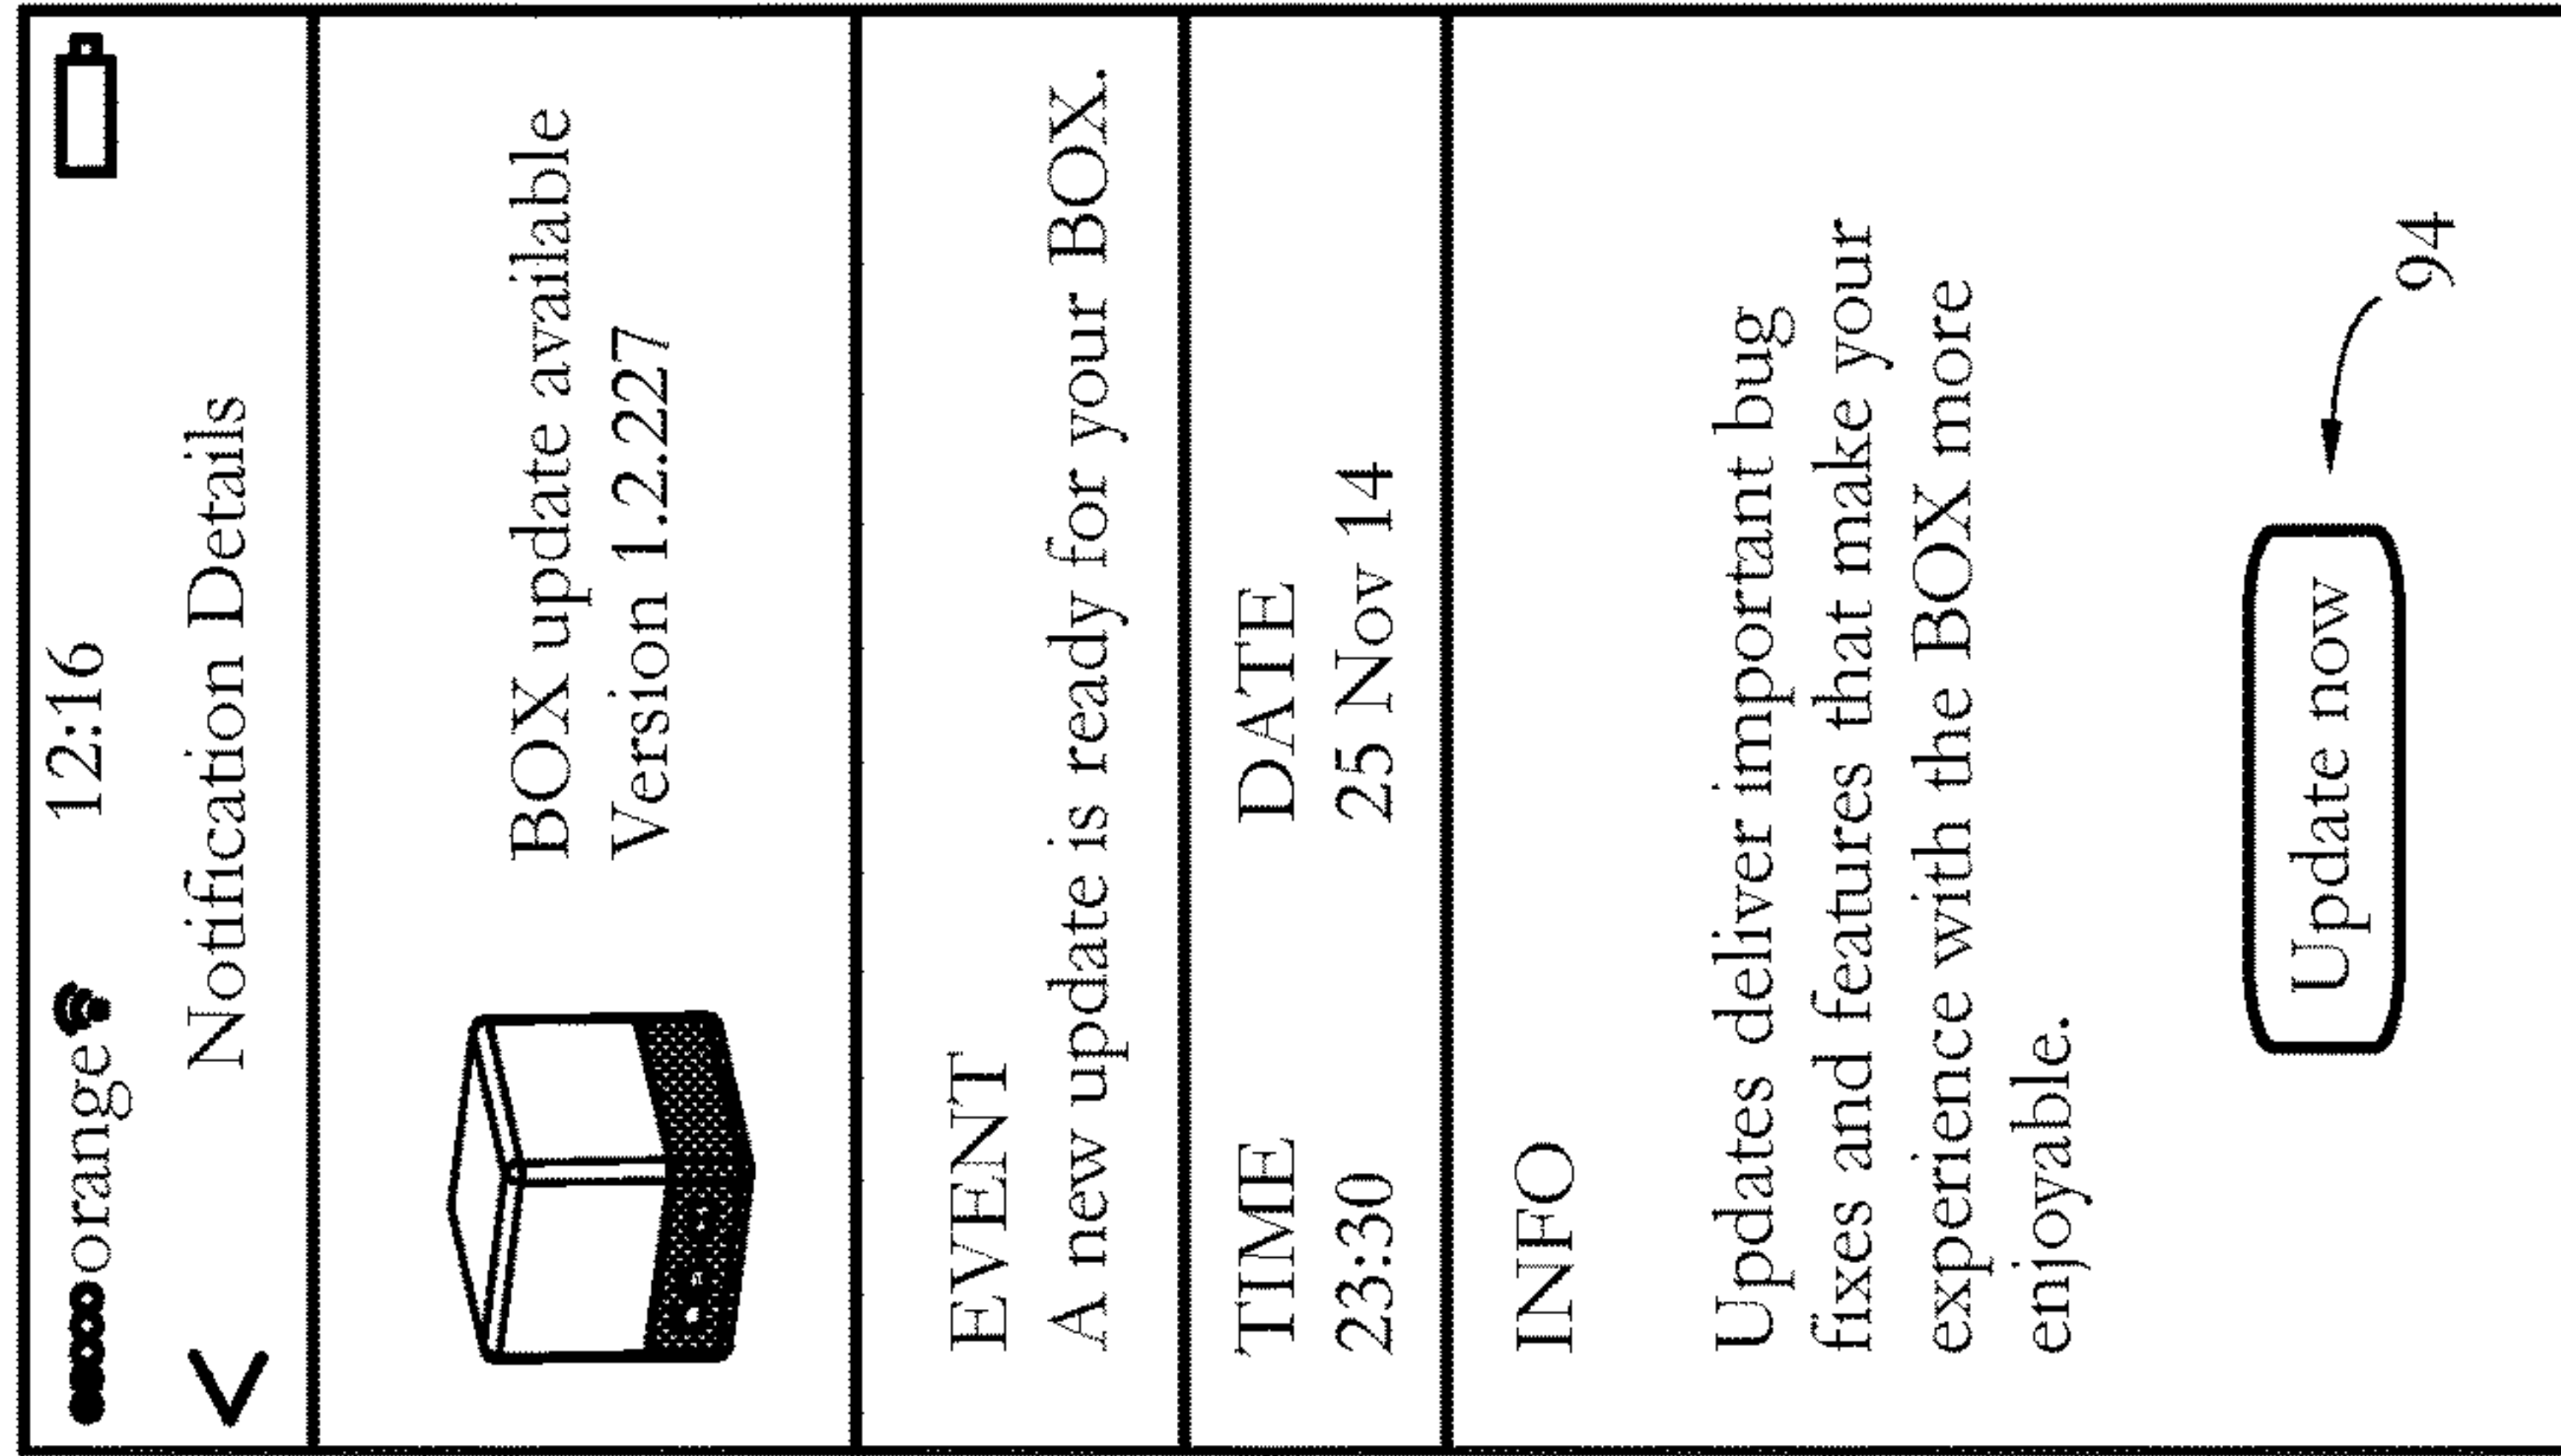 orange 12:16
Notification Details
BOX update available
Version 1.2.227
EVENT
A new update is ready for your BOX.
TIME DATE
23:30 25 Nov 14
INFO
Updates deliver important bug
fixes and features that make your
experience with the BOX more
enjoyable.
Update now
94